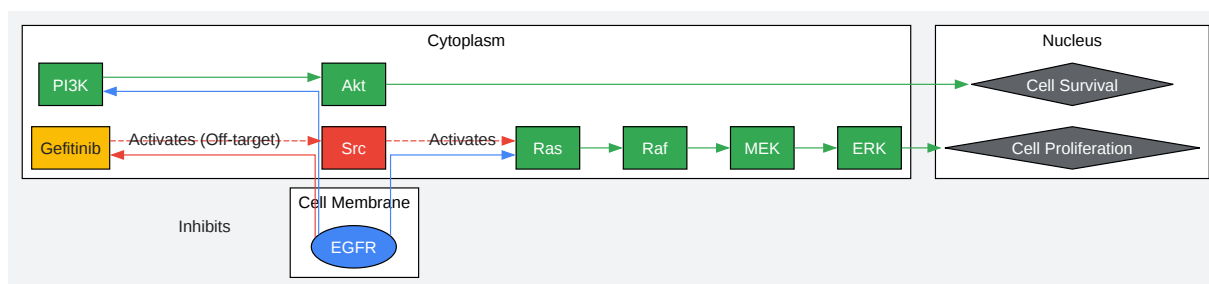 Cytoplasm
Nucleus
PI3K
Akt
Cell Survival
Gefitinib
Activates (Off-target)
Src
Activates
Ras
Raf
MEK
ERK
Cell Proliferation
Cell Membrane
Inhibits
EGFR